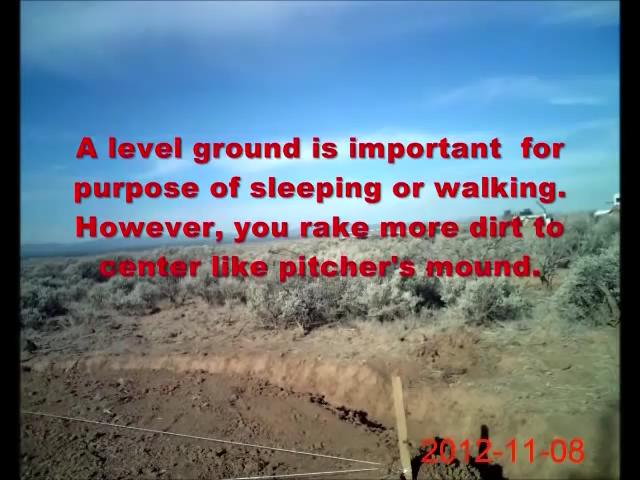 A level ground is important for
purpose of sleeping or walking.
However, you rake more dirt to
center like pitcher's mound.
2012-11-08